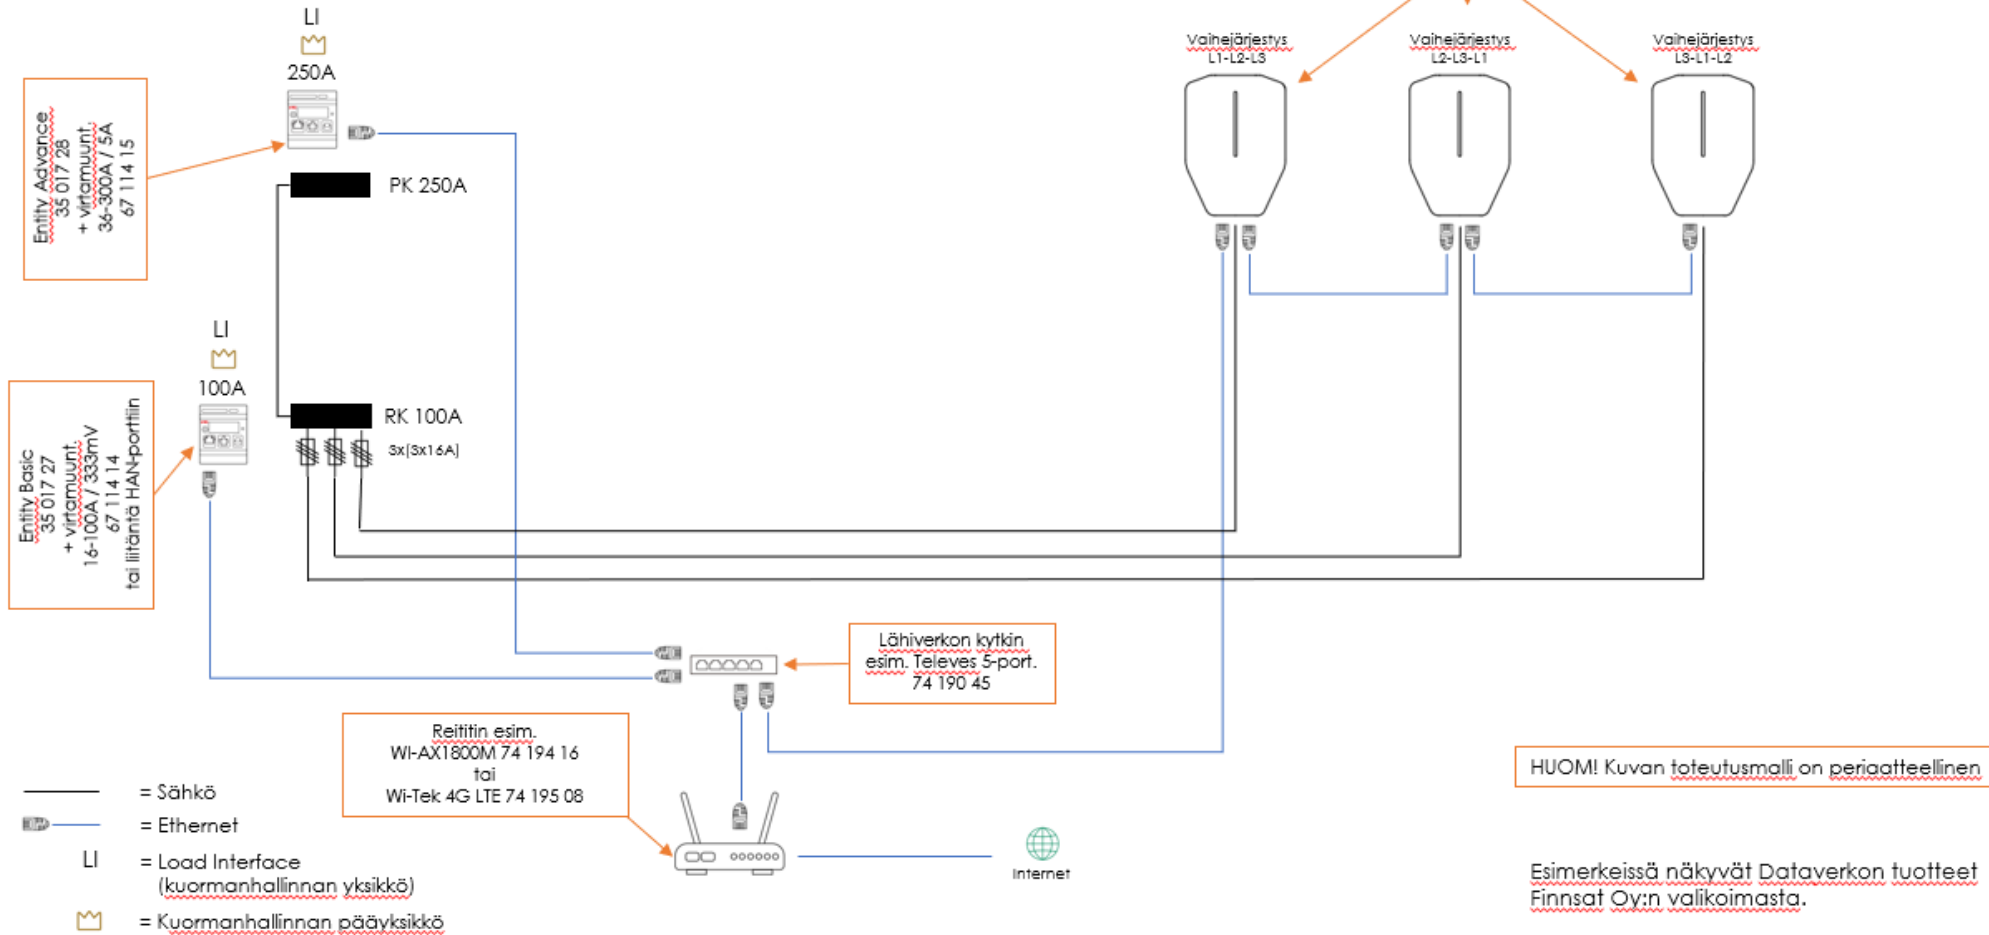 LI
250A
Entity Advance
35 017 28
+ virtamuunt.
36-300A / 5A
67 114 15
PK 250A
LI
100A
Entity Basic
35 017 27
+ virtamuunt.
16-100A / 333mV
67 114 14
tai liitäntä HAN-porttiin
RK 100A
3x(3x16A)
Vaihejärjestys
L1-L2-L3
Vaihejärjestys
L2-L3-L1
Vaihejärjestys
L3-L1-L2
Lähiverkon kytkin
esim. Televes 5-port.
74 190 45
Reititin esim.
WI-AX1800M 74 194 16
tai
Wi-Tek 4G LTE 74 195 08
Internet
= Sähkö
= Ethernet
LI = Load Interface
(kuormanhallinnan yksikkö)
= Kuormanhallinnan pääyksikkö
HUOM! Kuvan toteutusmalli on periaatteellinen
Esimerkeissä näkyvät Dataverkon tuotteet
Finnsat Oy:n valikoimasta.